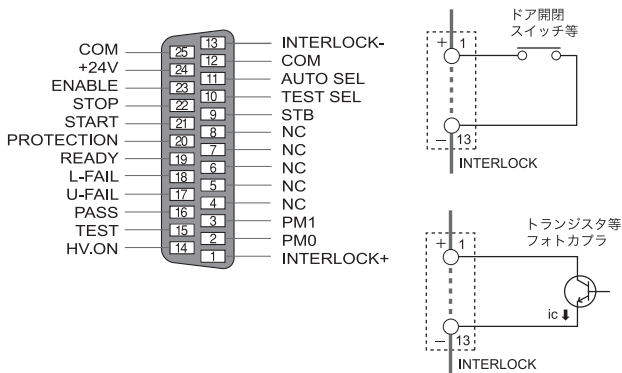 COM 25
+24V 24
ENABLE 23
STOP 22
START 21
PROTECTION 20
READY 19
L-FAIL 18
U-FAIL 17
PASS 16
TEST 15
HV.ON 14
13 INTERLOCK-
12 COM
11 AUTO SEL
10 TEST SEL
9 STB
8 NC
7 NC
6 NC
5 NC
4 NC
3 PM1
2 PM0
1 INTERLOCK+
ドア開閉
スイッチ等
+ 1
− 13
INTERLOCK
トランジスタ等
フォトカプラ
+ 1
ic
− 13
INTERLOCK